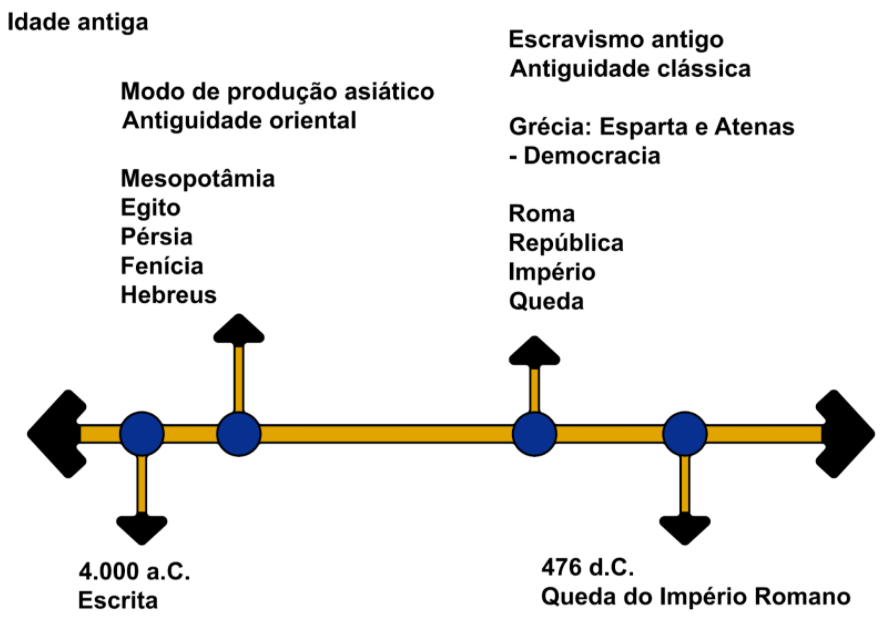 Idade antiga
Modo de produção asiático
Antiguidade oriental
Mesopotâmia
Egito
Pérsia
Fenícia
Hebreus
Escravismo antigo
Antiguidade clássica
Grécia: Esparta e Atenas
- Democracia
Roma
República
Império
Queda
4.000 a.C.
Escrita
476 d.C.
Queda do Império Romano